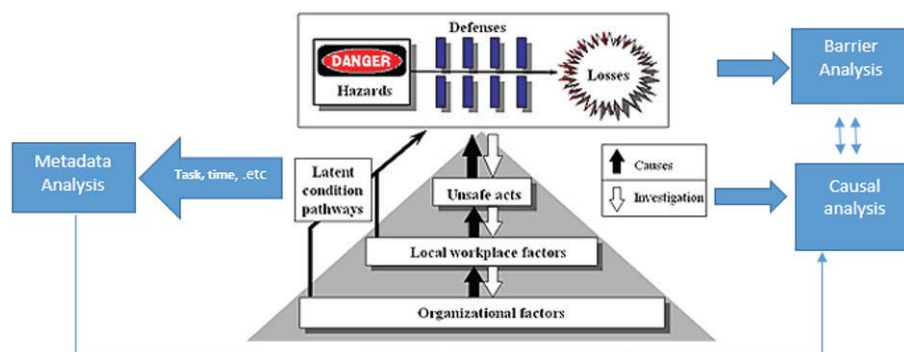 Defenses
DANGER
Hazards
Losses
Barrier
Analysis
Metadata
Analysis
Task, time, .etc
Latent
condition
pathways
Unsafe acts
Causes
Investigation
Causal
analysis
Local workplace factors
Organizational factors